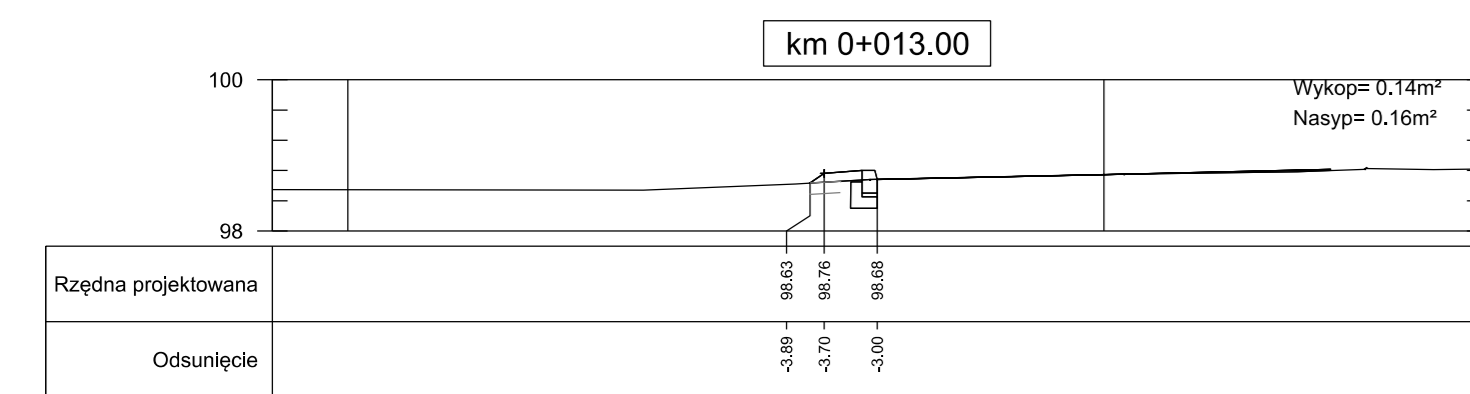 km 0+013.00
100
Wykop= 0.14m²
Nasyp= 0.16m²
98
Rzędna projektowana
98.63
98.76
98.68
Odsunięcie
-3.89
-3.70
-3.00